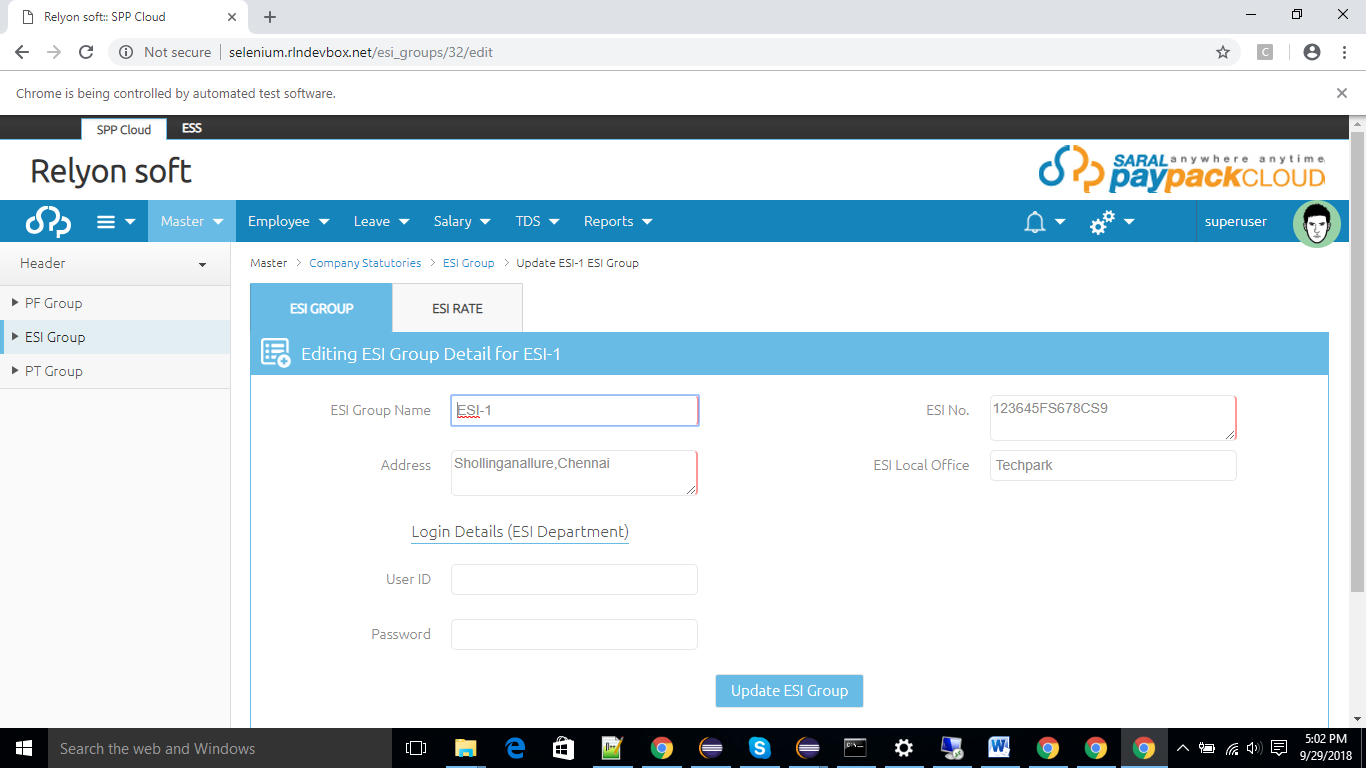 Relyon soft:: SPP Cloud
Not secure selenium.rlndevbox.net/esi_groups/32/edit
C
Chrome is being controlled by automated test software.
SPP Cloud ESS
Relyon soft
SARAL anywhere anytime
paypackCLOUD
Master Employee Leave Salary TDS Reports superuser
Header
PF Group
ESI Group
PT Group
Master > Company Statutories > ESI Group > Update ESI-1 ESI Group
ESI GROUP ESI RATE
Editing ESI Group Detail for ESI-1
ESI Group Name ESI-1 ESI No. 123645FS678CS9
Address Shollinganallure,Chennai ESI Local Office Techpark
Login Details (ESI Department)
User ID
Password
Update ESI Group
Search the web and Windows
5:02 PM
9/29/2018